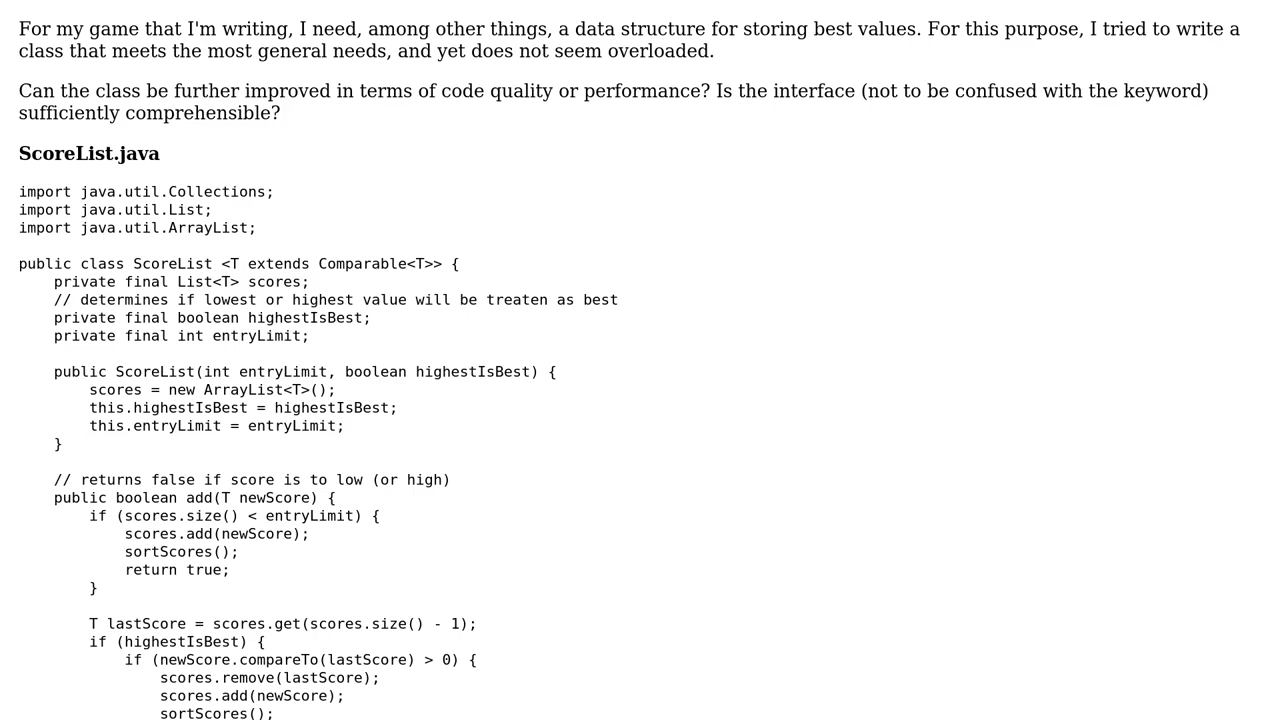 For my game that I'm writing, I need, among other things, a data structure for storing best values. For this purpose, I tried to write a
class that meets the most general needs, and yet does not seem overloaded.
Can the class be further improved in terms of code quality or performance? Is the interface (not to be confused with the keyword)
sufficiently comprehensible?
ScoreList.java
import java.util.Collections;
import java.util.List;
import java.util.ArrayList;
public class ScoreList <T extends Comparable<T>> {
    private final List<T> scores;
    // determines if lowest or highest value will be treaten as best
    private final boolean highestIsBest;
    private final int entryLimit;
    public ScoreList(int entryLimit, boolean highestIsBest) {
        scores = new ArrayList<T>();
        this.highestIsBest = highestIsBest;
        this.entryLimit = entryLimit;
    }
    // returns false if score is to low (or high)
    public boolean add(T newScore) {
        if (scores.size() < entryLimit) {
            scores.add(newScore);
            sortScores();
            return true;
        }
        T lastScore = scores.get(scores.size() - 1);
        if (highestIsBest) {
            if (newScore.compareTo(lastScore) > 0) {
                scores.remove(lastScore);
                scores.add(newScore);
                sortScores();